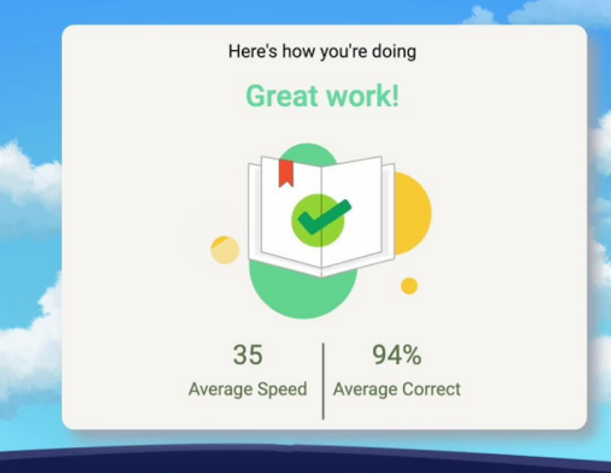 Here's how you're doing
Great work!
35
Average Speed
94%
Average Correct